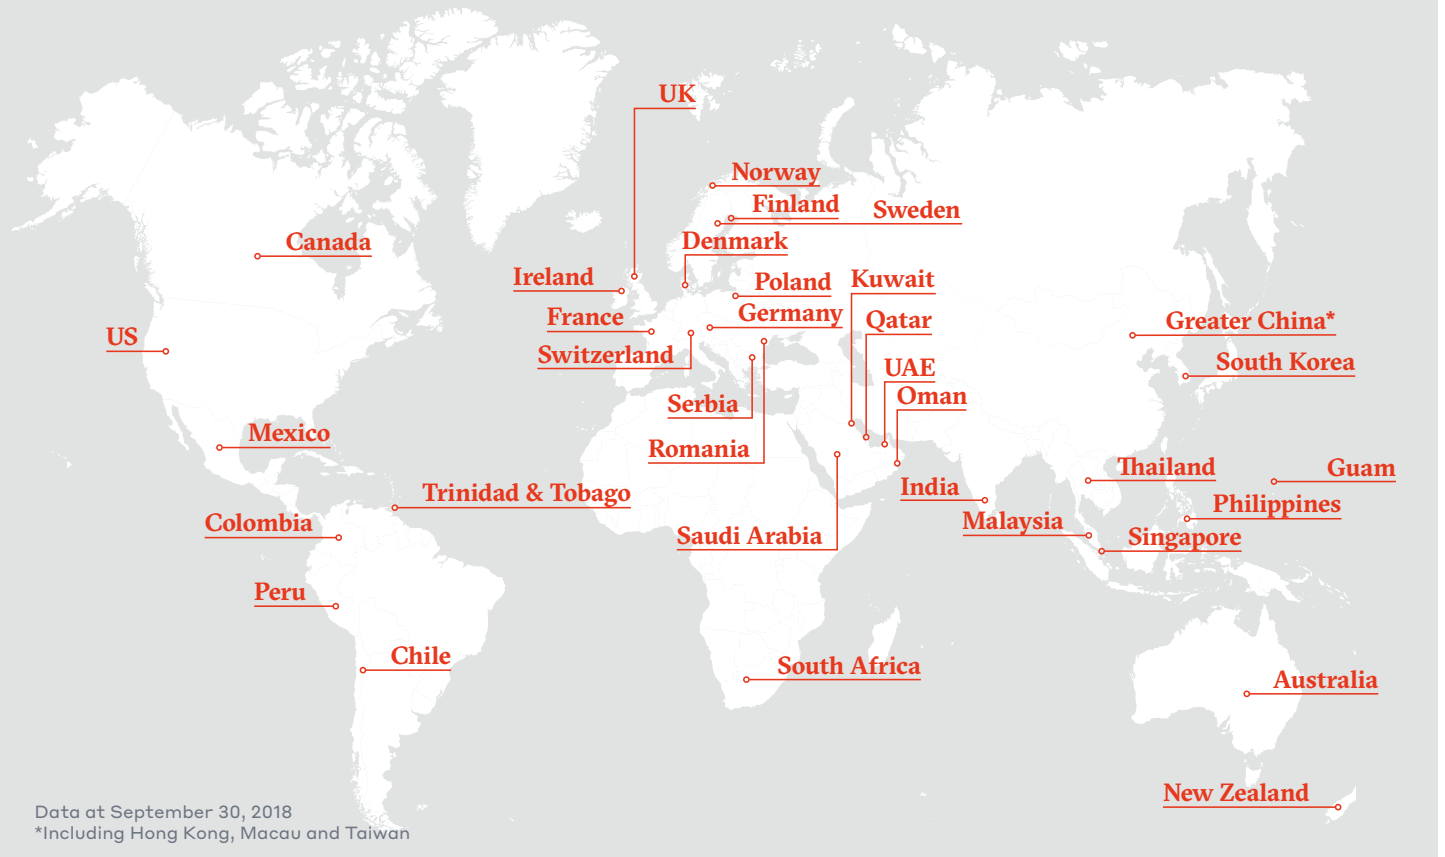 UK
Norway
Finland
Sweden
Canada
Denmark
Ireland
Poland
Kuwait
France
Germany
Qatar
Greater China*
US
Switzerland
South Korea
UAE
Oman
Serbia
Mexico
Romania
Thailand
Guam
Trinidad & Tobago
India
Philippines
Colombia
Malaysia
Saudi Arabia
Singapore
Peru
Chile
South Africa
Australia
New Zealand
Data at September 30, 2018
*Including Hong Kong, Macau and Taiwan